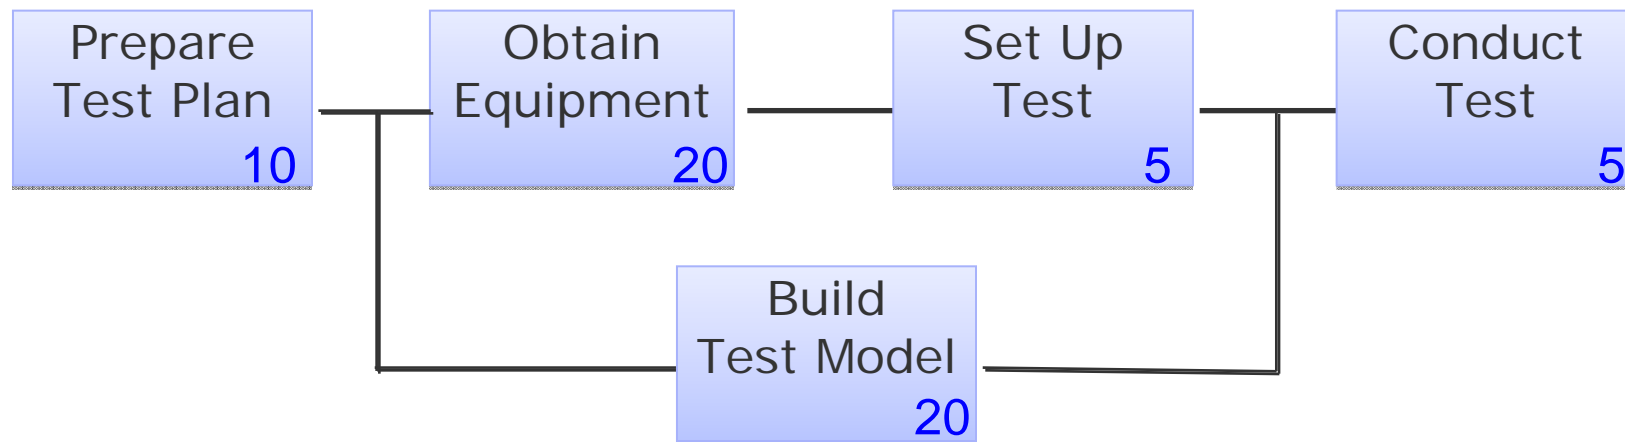 Prepare
Test Plan
10
Obtain
Equipment
20
Set Up
Test
5
Conduct
Test
5
Build
Test Model
20